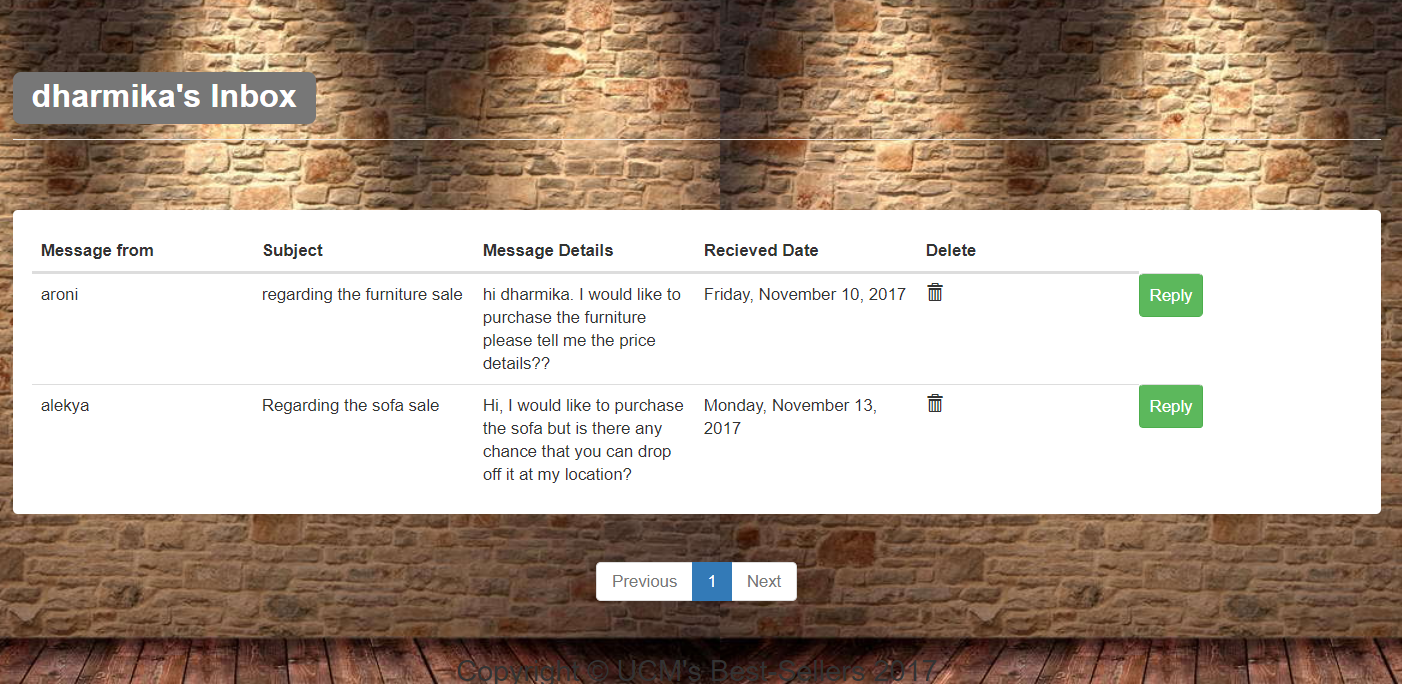 dharmika's Inbox
Message from Subject Message Details Recieved Date Delete
aroni regarding the furniture sale hi dharmika. I would like to Friday, November 10, 2017 Reply
purchase the furniture
please tell me the price
details??
alekya Regarding the sofa sale Hi, I would like to purchase Monday, November 13, Reply
the sofa but is there any 2017
chance that you can drop
off it at my location?
Previous 1 Next
Copyright © UCM's Best-Sellers 2017